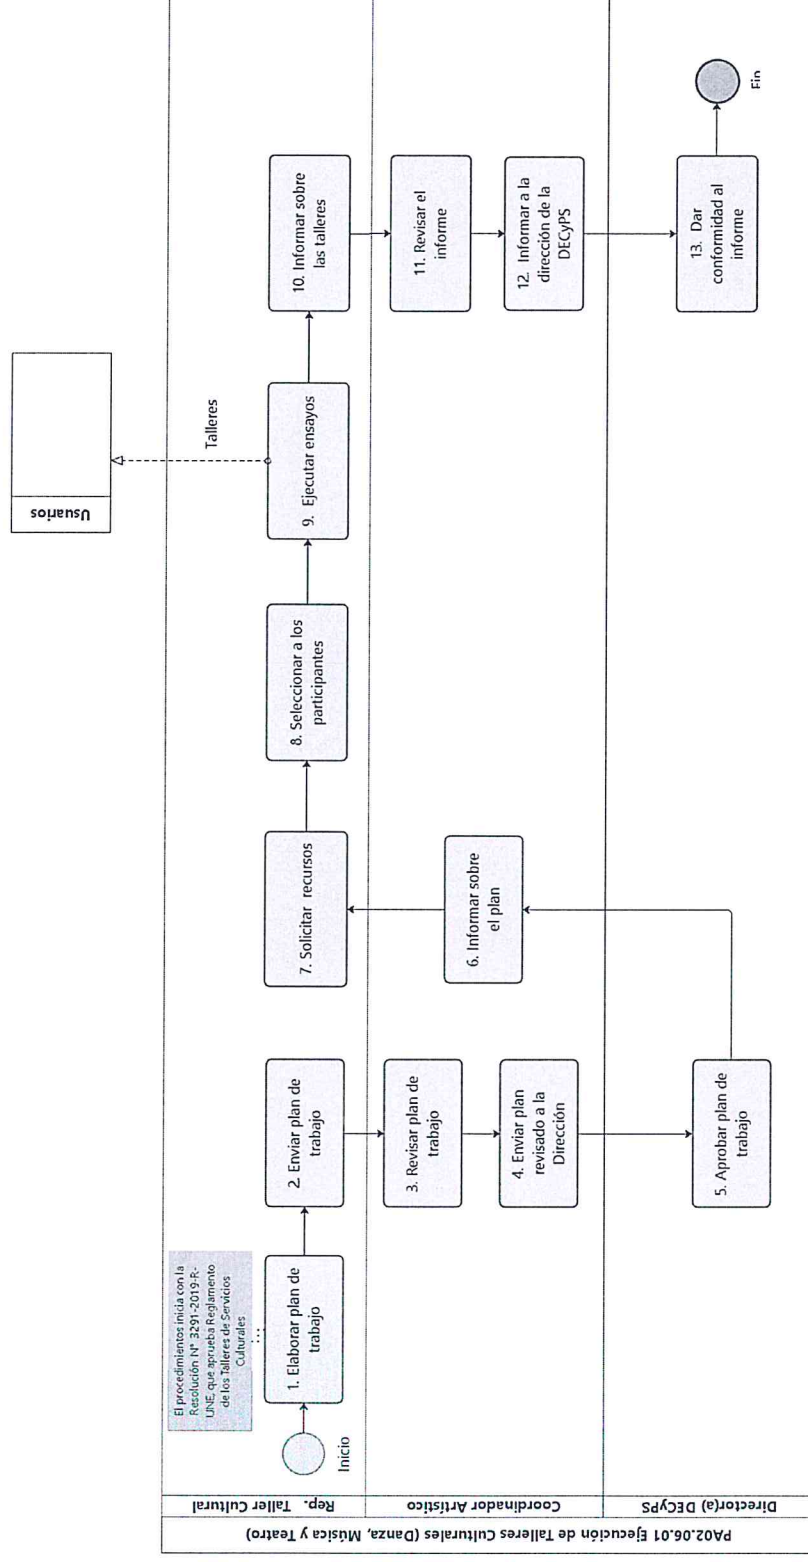 PA02.06.01 Ejecución de Talleres Culturales (Danza, Música y Teatro)
Rep. Taller Cultural
Coordinador Artístico
Director(a) DECyPS
Usuarios
Talleres
El procedimientos inicia con la
Resolución N° 3291-2019-R-
UNE, que aprueba Reglamento
de los Talleres de Servicios
Culturales
Inicio
1. Elaborar plan de
trabajo
2. Enviar plan de
trabajo
3. Revisar plan de
trabajo
4. Enviar plan
revisado a la
Dirección
5. Aprobar plan de
trabajo
6. Informar sobre
el plan
7. Solicitar recursos
8. Seleccionar a los
participantes
9. Ejecutar ensayos
10. Informar sobre
las talleres
11. Revisar el
informe
12. Informar a la
dirección de la
DECyPS
13. Dar
conformidad al
informe
Fin